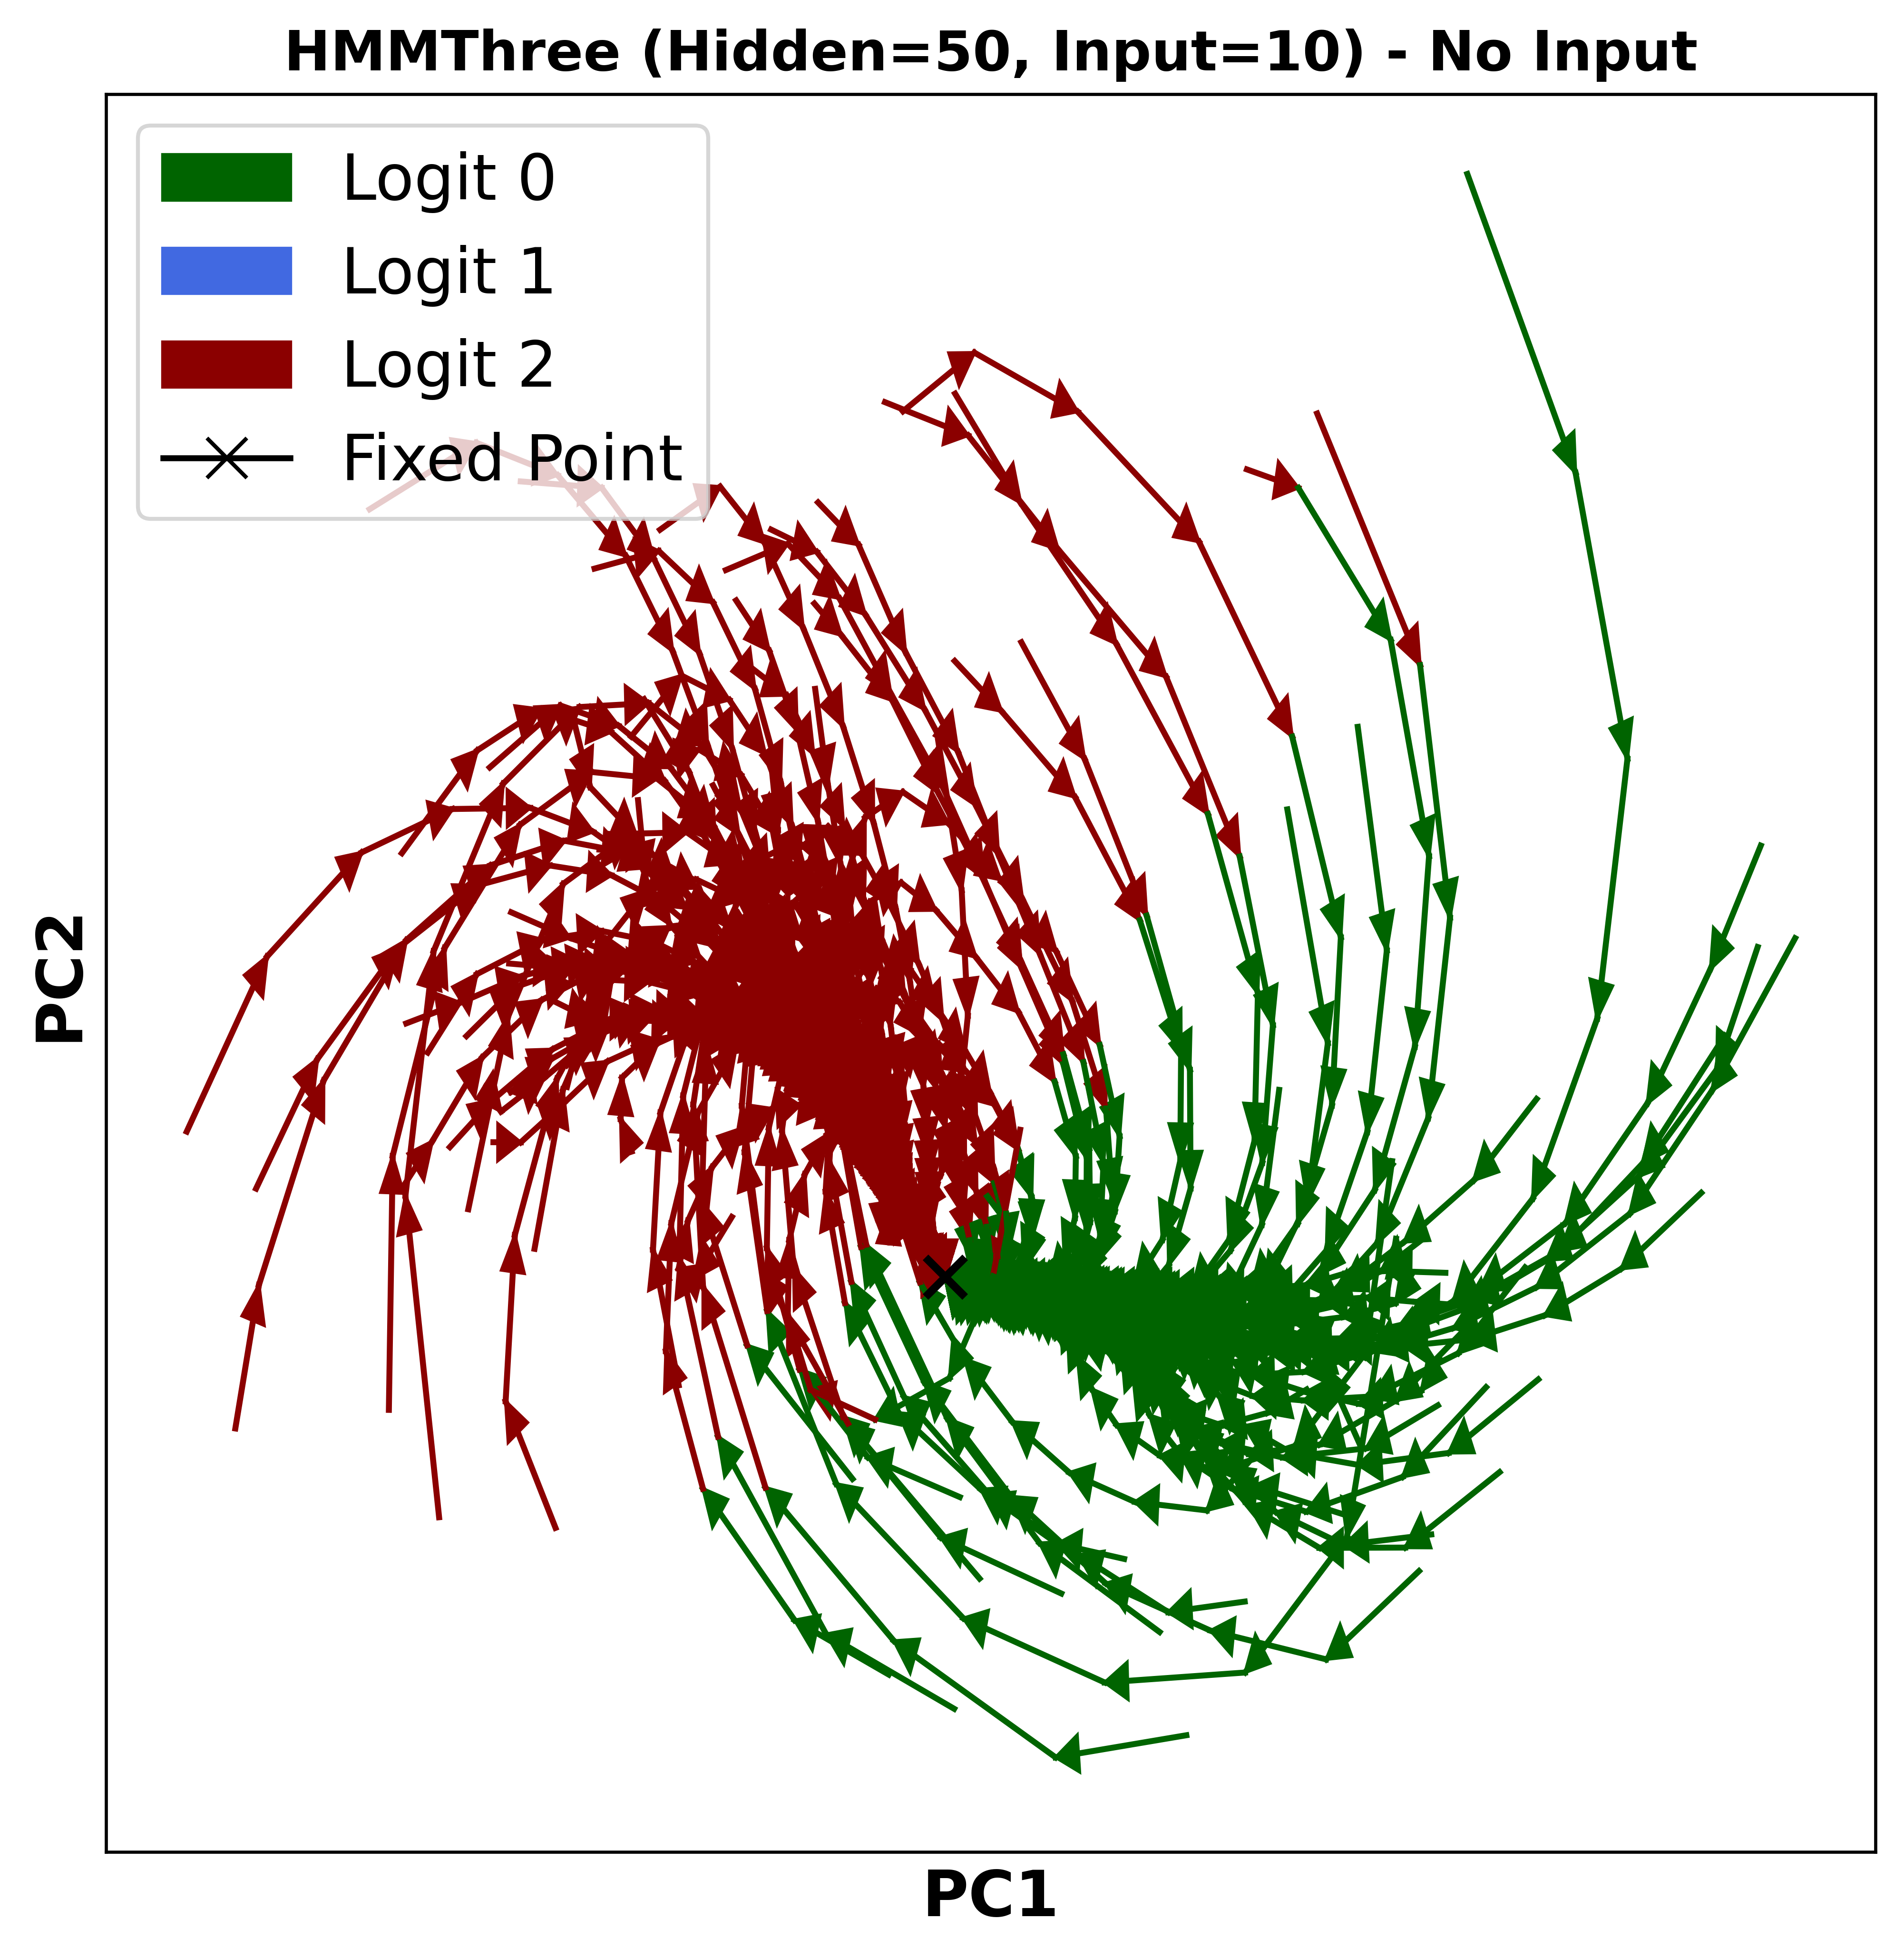 HMMThree (Hidden=50, Input=10) - No Input
Logit 0
Logit 1
Logit 2
Fixed Point
PC2
PC1